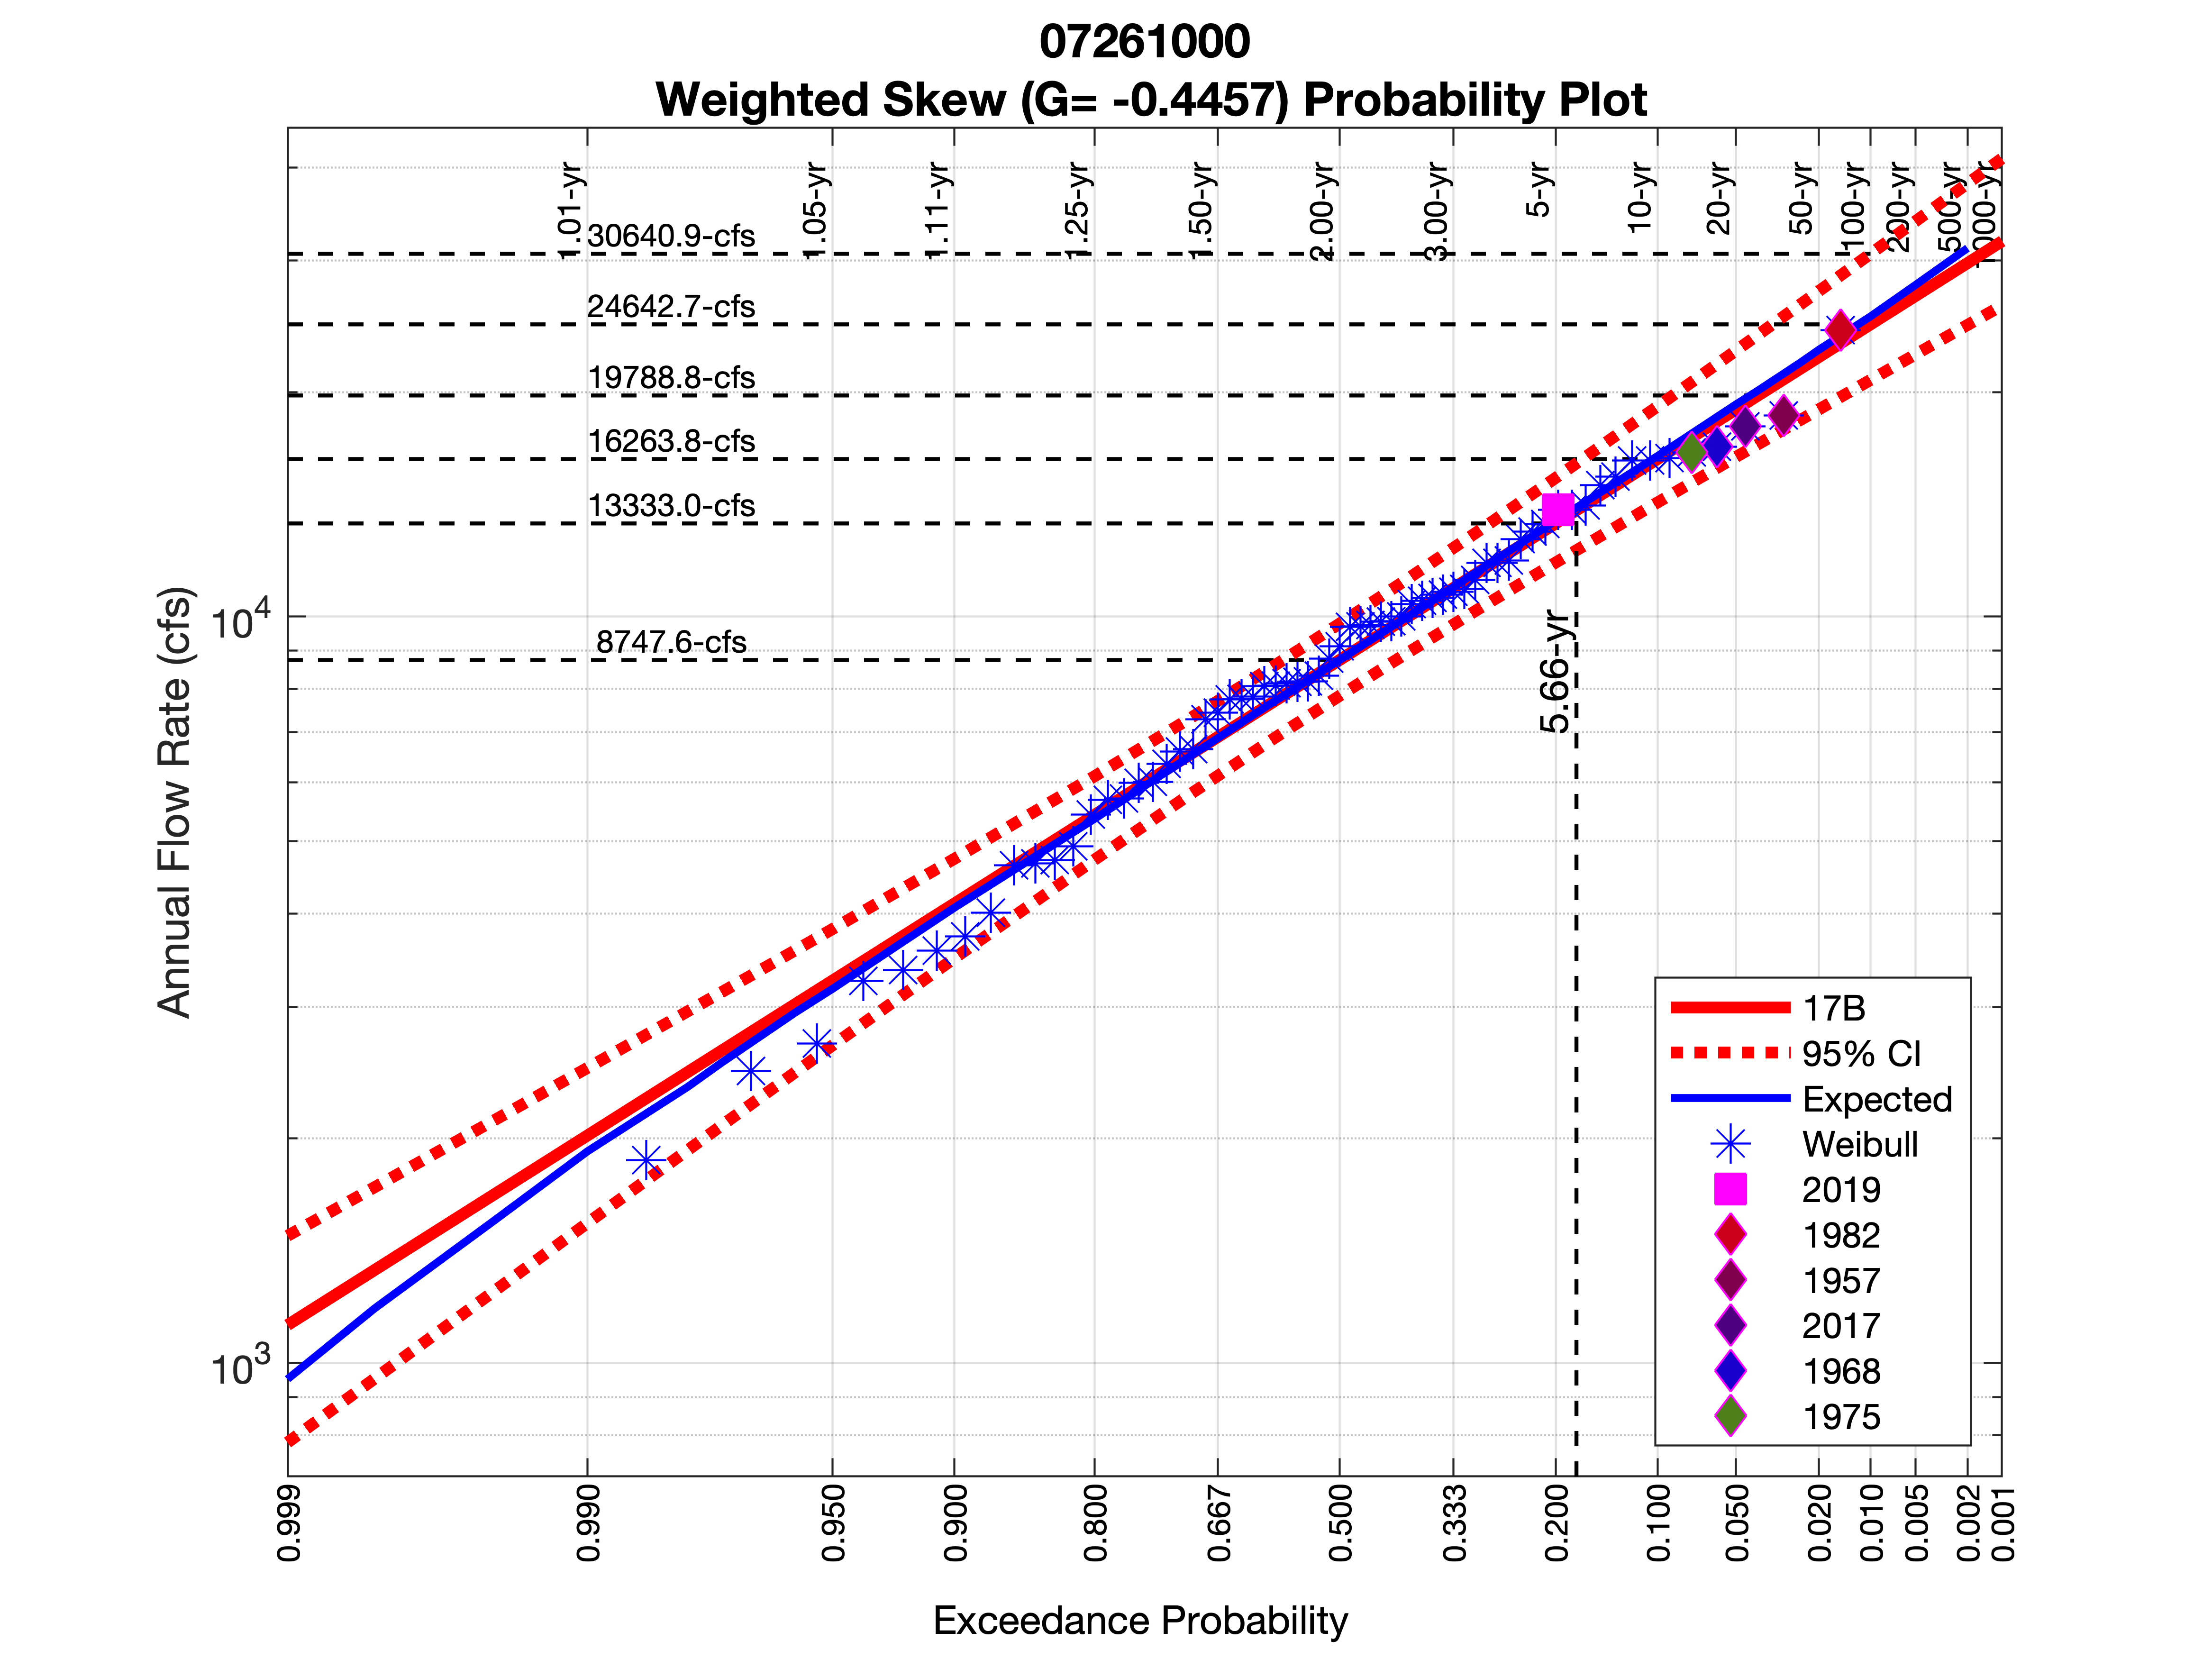 07261000
Weighted Skew (G= -0.4457) Probability Plot
1.01-yr
1.05-yr
1.11-yr
1.25-yr
1.50-yr
2.00-yr
3.00-yr
5-yr
10-yr
20-yr
50-yr
100-yr
200-yr
500-yr
000-yr
30640.9-cfs
24642.7-cfs
19788.8-cfs
16263.8-cfs
13333.0-cfs
8747.6-cfs
5.66-yr
Annual Flow Rate (cfs)
10⁴
10³
17B
95% CI
Expected
Weibull
2019
1982
1957
2017
1968
1975
0.999
0.990
0.950
0.900
0.800
0.667
0.500
0.333
0.200
0.100
0.050
0.020
0.010
0.005
0.002
0.001
Exceedance Probability